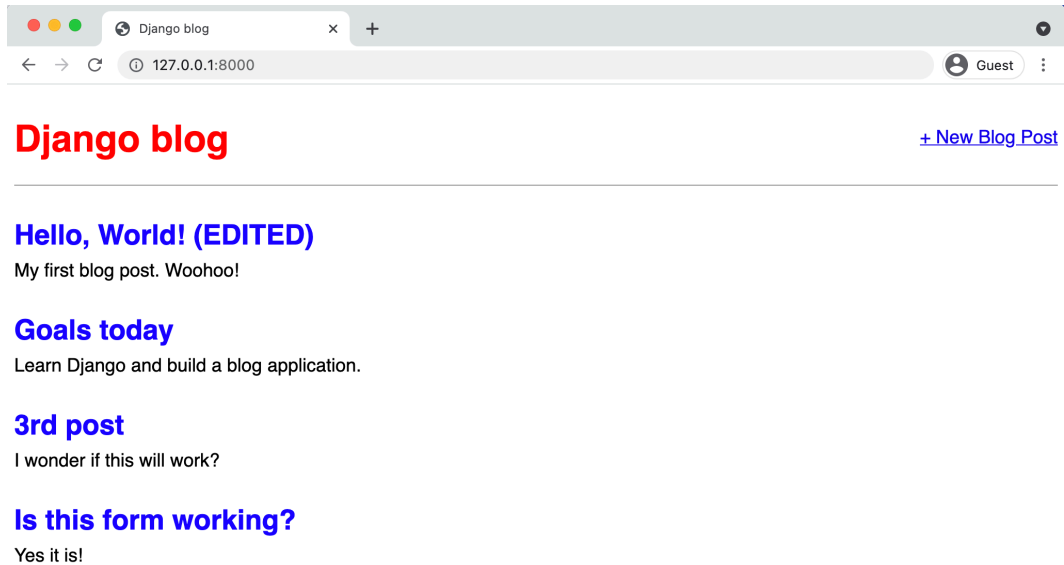 Django blog
127.0.0.1:8000
Guest
Django blog
+ New Blog Post
Hello, World! (EDITED)
My first blog post. Woohoo!
Goals today
Learn Django and build a blog application.
3rd post
I wonder if this will work?
Is this form working?
Yes it is!